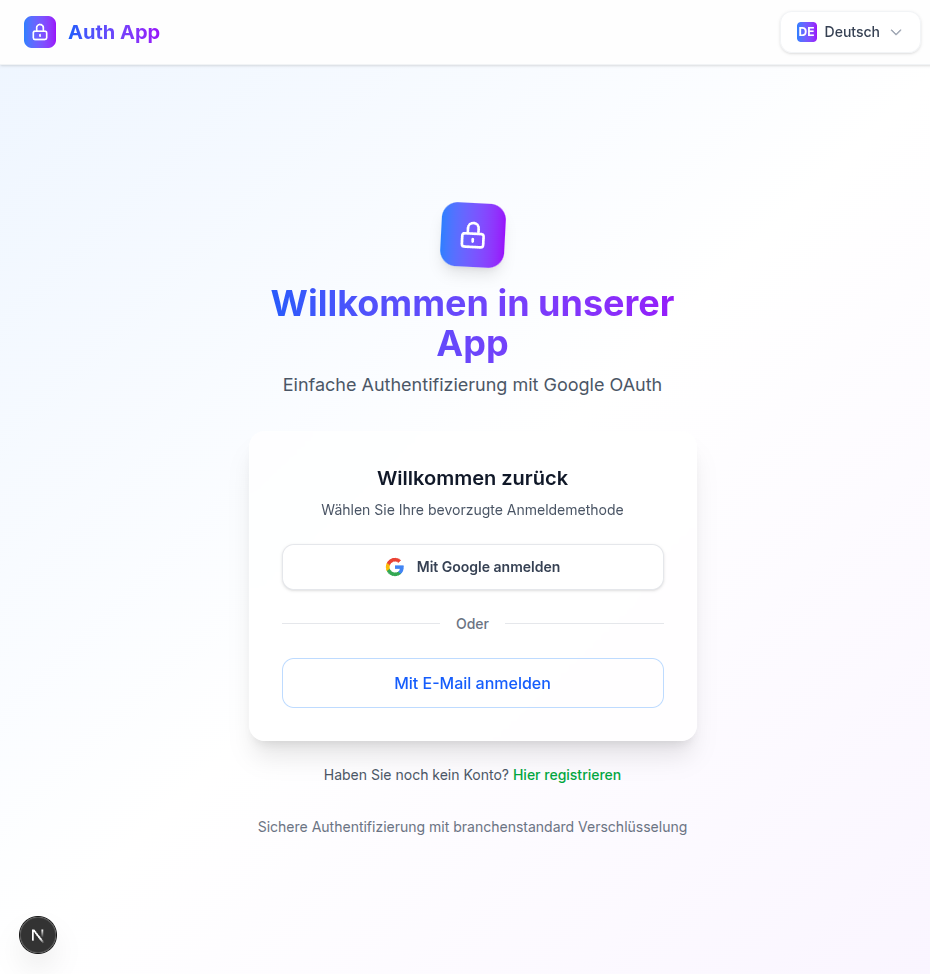 Auth App
DE Deutsch
Willkommen in unserer
App
Einfache Authentifizierung mit Google OAuth
Willkommen zurück
Wählen Sie Ihre bevorzugte Anmeldemethode
Mit Google anmelden
Oder
Mit E-Mail anmelden
Haben Sie noch kein Konto? Hier registrieren
Sichere Authentifizierung mit branchenstandard Verschlüsselung
N